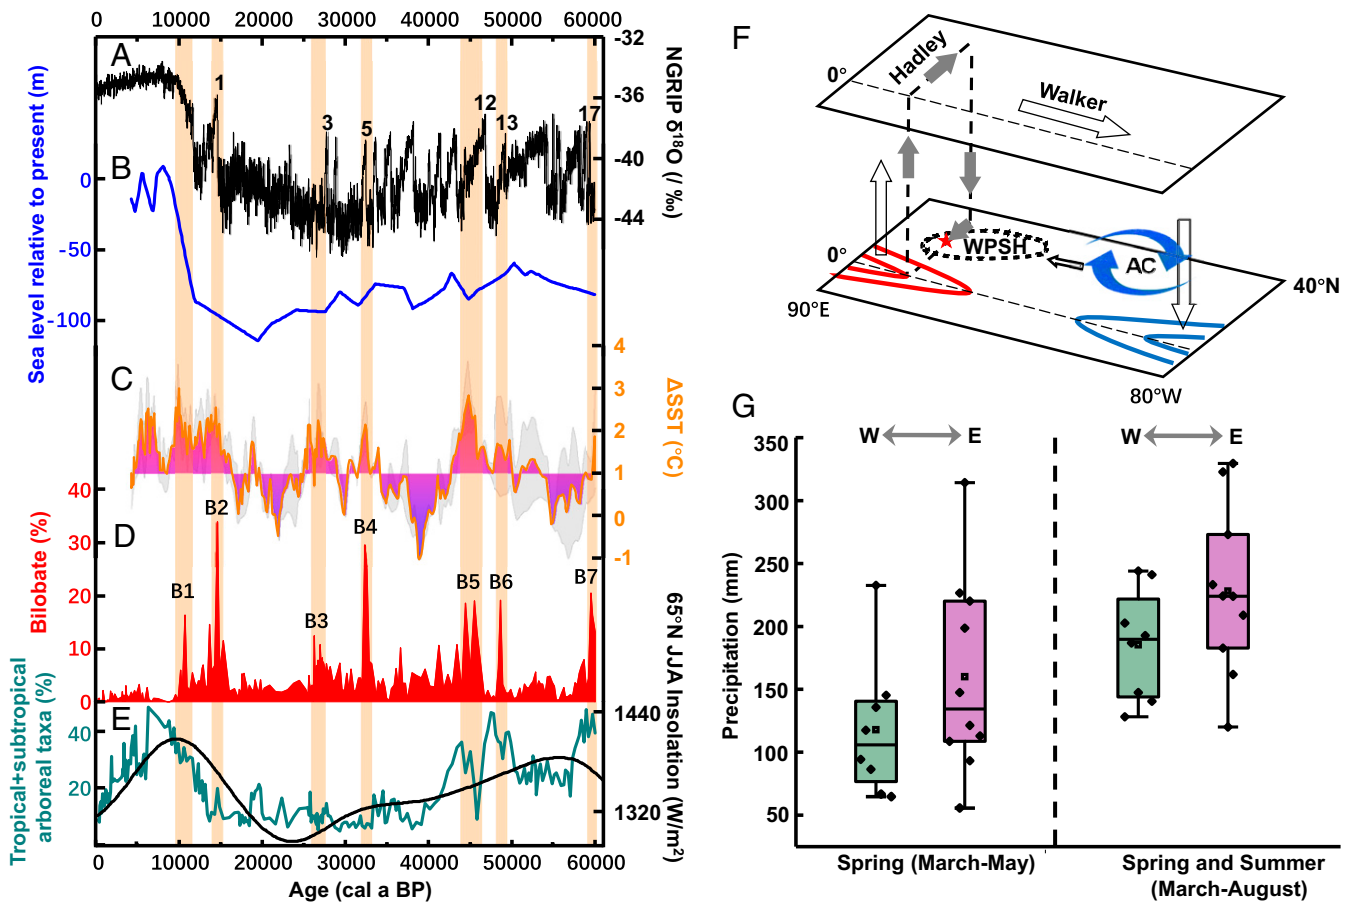 0 10000 20000 30000 40000 50000 60000
A
-32
-36
-40
-44
NGRIP δ18O (/ ‰)
1
3
5
12
13
17
B
Sea level relative to present (m)
0
-50
-100
C
4
3
2
1
0
-1
ΔSST (°C)
D
Bilobate (%)
40
30
20
10
0
B1
B2
B3
B4
B5
B6
B7
E
Tropical+subtropical
arboreal taxa (%)
40
20
1440
1320
65°N JJA Insolation (W/m2)
0 10000 20000 30000 40000 50000 60000
Age (cal a BP)
F
Hadley
0°
Walker
WPSH
AC
0°
90°E
40°N
80°W
G
W E
W E
Precipitation (mm)
350
300
250
200
150
100
50
Spring (March-May)
Spring and Summer
(March-August)